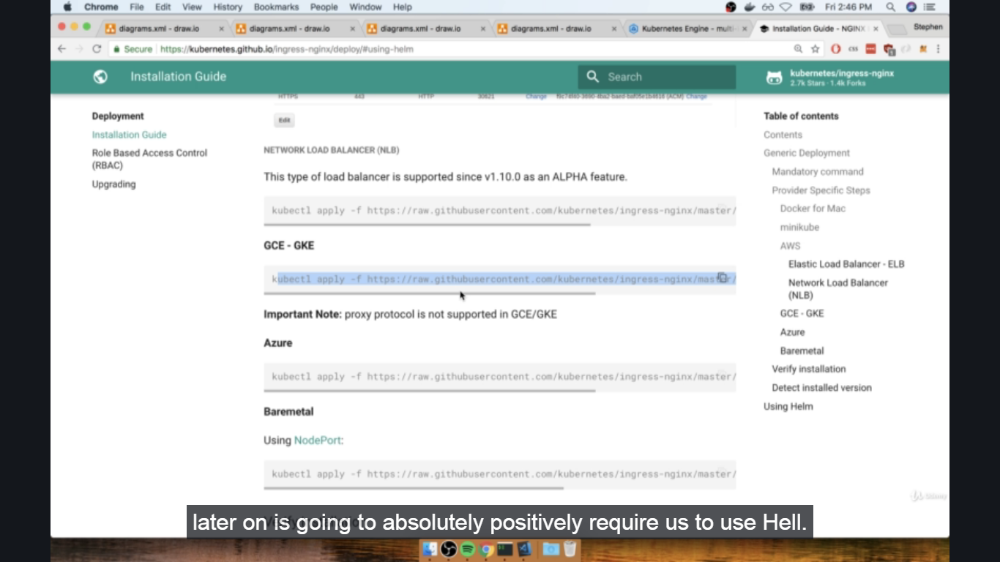 Chrome File Edit View History Bookmarks People Window Help Fri 2:46 PM
diagrams.xml - draw.io × diagrams.xml - draw.io × diagrams.xml - draw.io × diagrams.xml - draw.io × Kubernetes Engine - multi- × Installation Guide - NGINX × Stephen
Secure https://kubernetes.github.io/ingress-nginx/deploy/#using-helm
Installation Guide
Search
kubernetes/ingress-nginx
2.7k Stars · 1.4k Forks
HTTPS 443 HTTP 30621 Change (ACM) Change
Edit
Deployment
Installation Guide
Role Based Access Control
(RBAC)
Upgrading
NETWORK LOAD BALANCER (NLB)
This type of load balancer is supported since v1.10.0 as an ALPHA feature.
kubectl apply -f https://raw.githubusercontent.com/kubernetes/ingress-nginx/master/
GCE - GKE
kubectl apply -f https://raw.githubusercontent.com/kubernetes/ingress-nginx/master/
Important Note: proxy protocol is not supported in GCE/GKE
Azure
kubectl apply -f https://raw.githubusercontent.com/kubernetes/ingress-nginx/master/
Baremetal
Using NodePort:
kubectl apply -f https://raw.githubusercontent.com/kubernetes/ingress-nginx/master/
Table of contents
Contents
Generic Deployment
Mandatory command
Provider Specific Steps
Docker for Mac
minikube
AWS
Elastic Load Balancer - ELB
Network Load Balancer
(NLB)
GCE - GKE
Azure
Baremetal
Verify installation
Detect installed version
Using Helm
Udemy
later on is going to absolutely positively require us to use Hell.